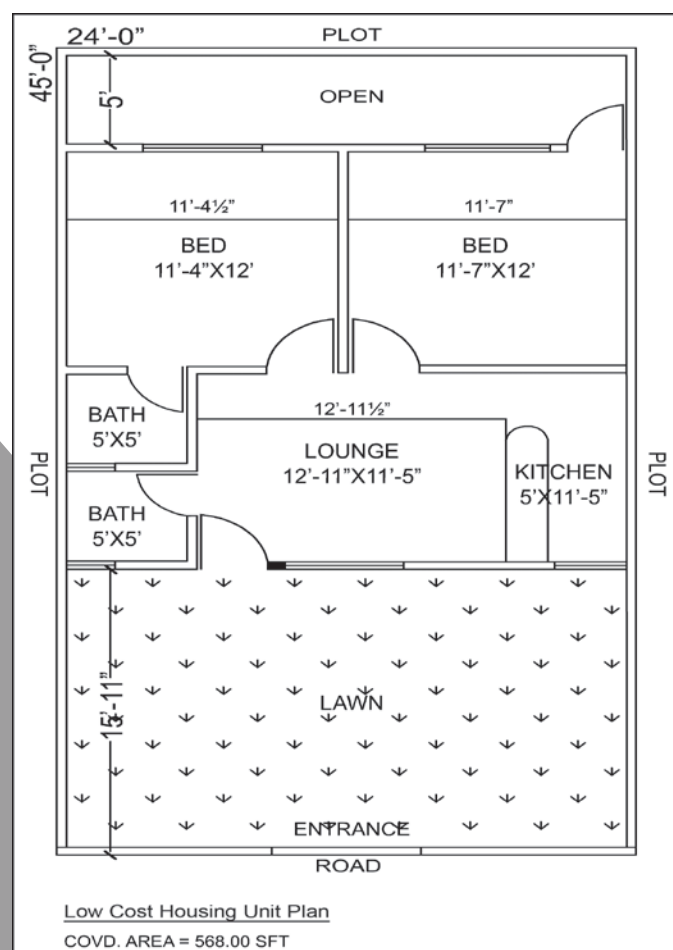 24'-0"
PLOT
45'-0"
5'
OPEN
11'-4½"
11'-7"
BED
11'-4"X12'
BED
11'-7"X12'
BATH
5'X5'
12'-11½"
LOUNGE
12'-11"X11'-5"
KITCHEN
5'X11'-5"
PLOT
PLOT
BATH
5'X5'
15'-11"
LAWN
ENTRANCE
ROAD
Low Cost Housing Unit Plan
COVD. AREA = 568.00 SFT